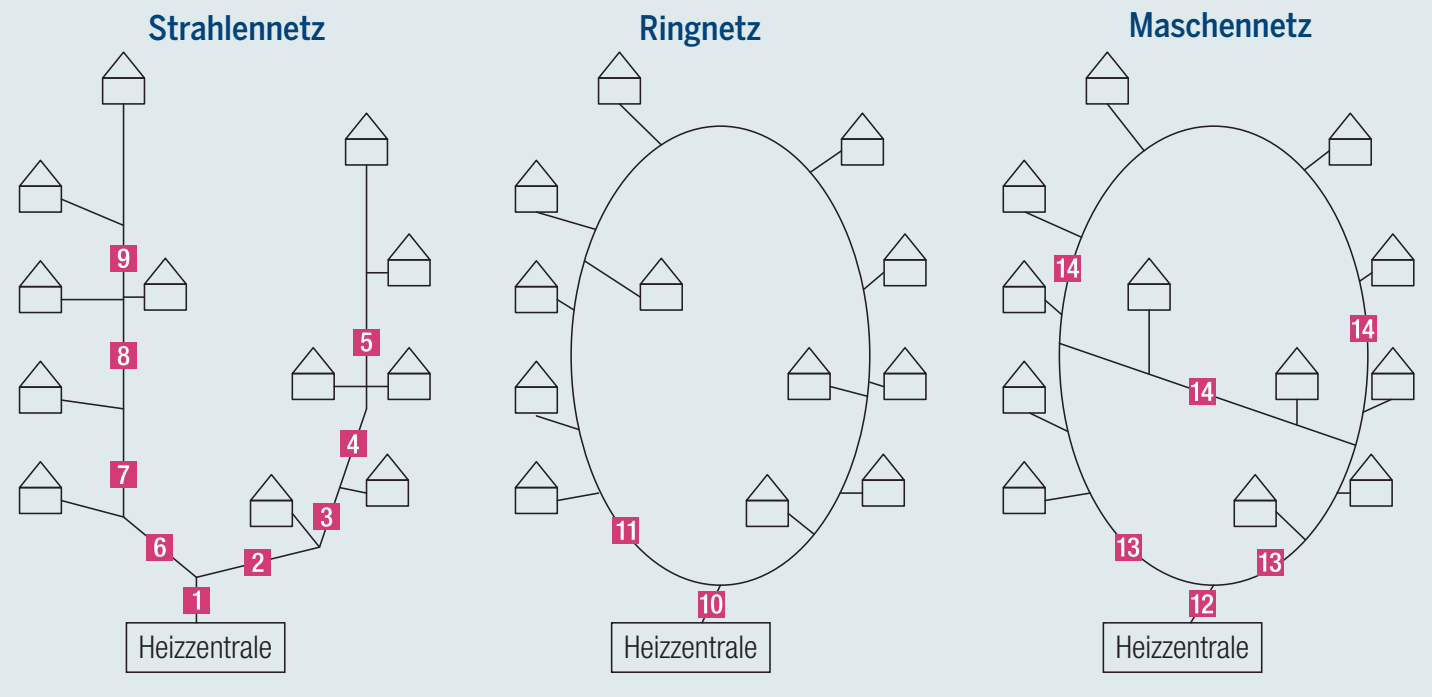 Strahlennetz
9
8
5
4
7
3
6
2
1
Heizzentrale
Ringnetz
11
10
Heizzentrale
Maschennetz
14
14
14
13
13
12
Heizzentrale